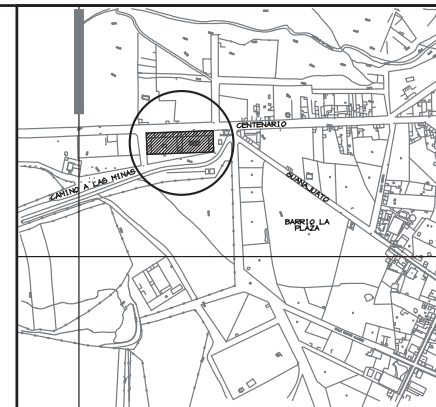 CENTENARIO
CAMINO A LAS MINAS
GUANAJUATO
BARRIO LA
PLAZA